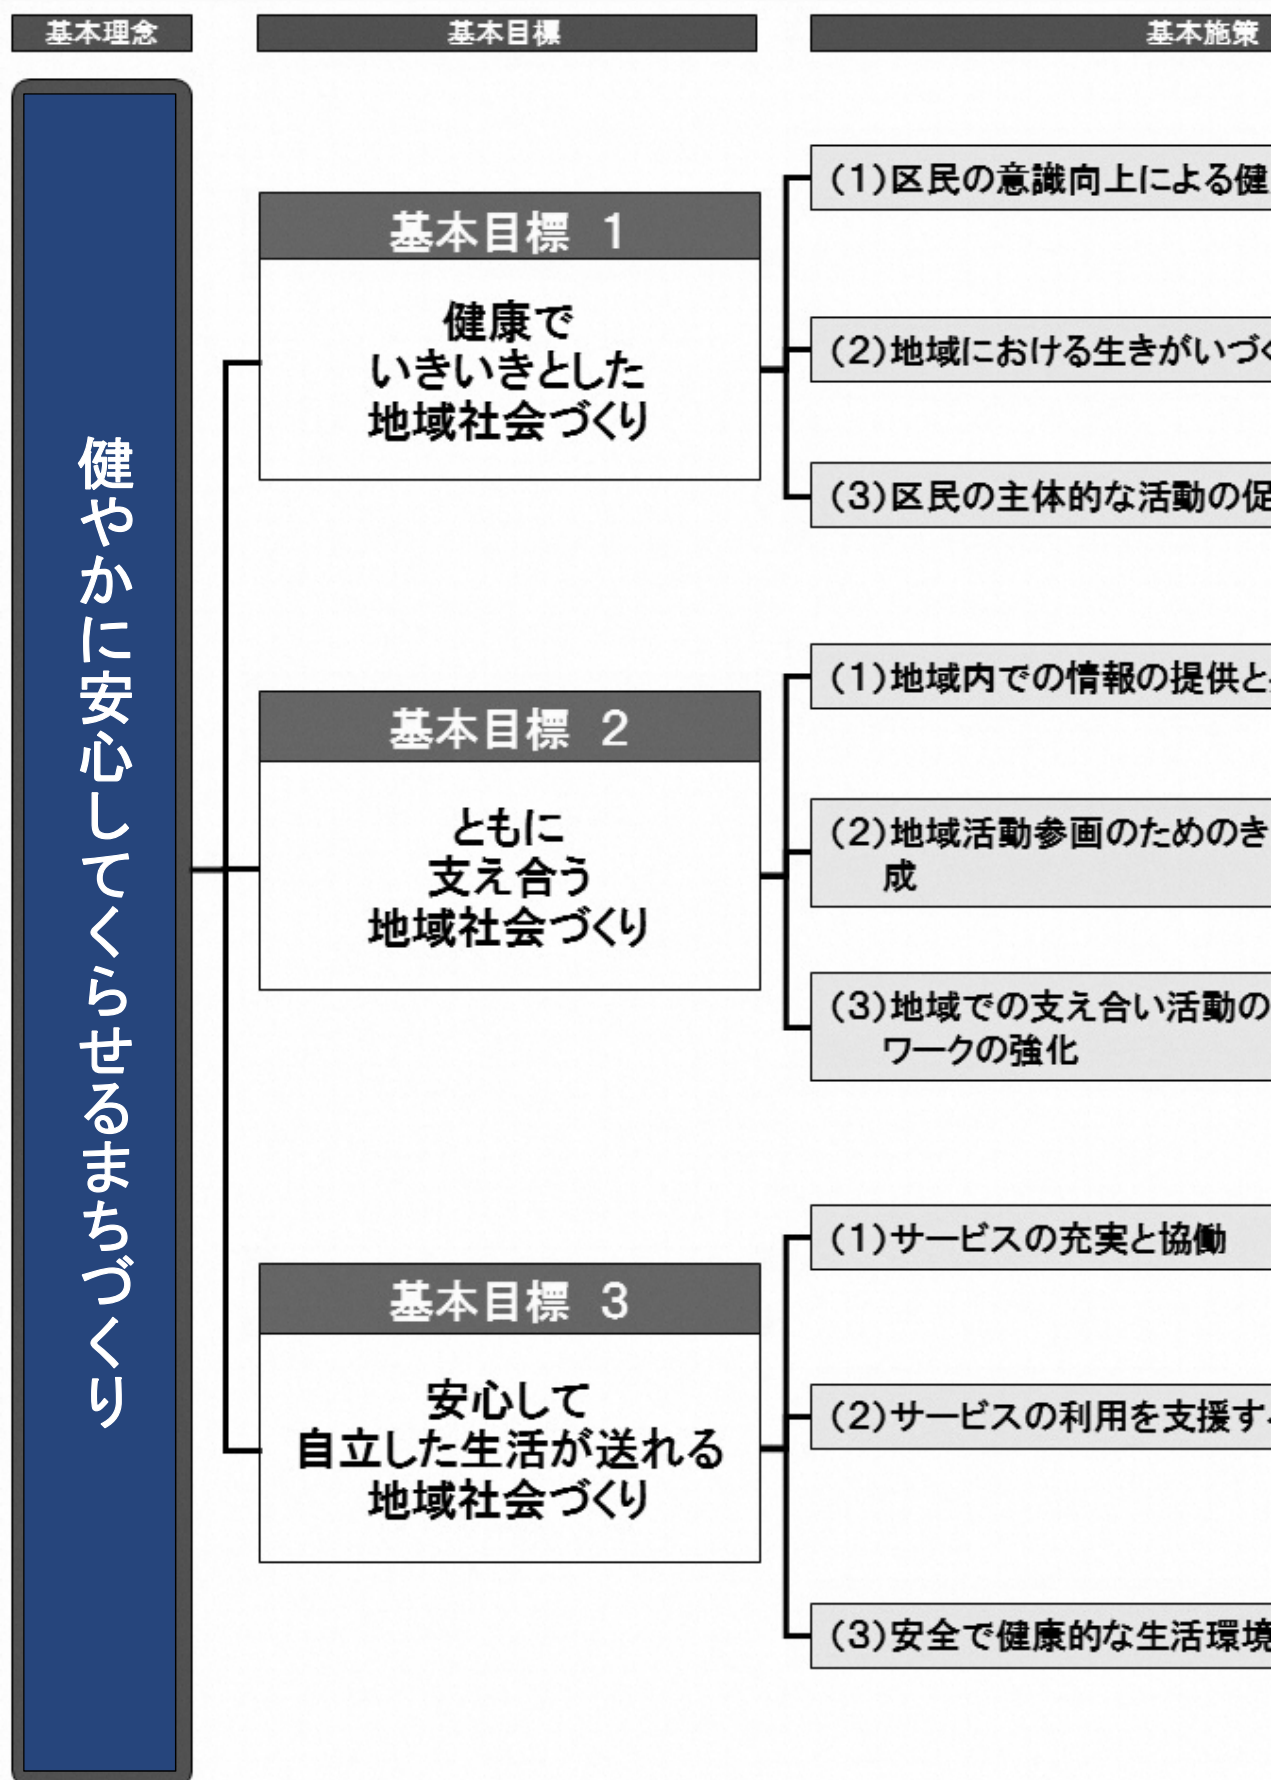 基本理念
基本目標
基本施策
健やかに安心してくらせるまちづくり
基本目標 1
健康で
いきいきとした
地域社会づくり
(1)区民の意識向上による健
(2)地域における生きがいづく
(3)区民の主体的な活動の促
基本目標 2
ともに
支え合う
地域社会づくり
(1)地域内での情報の提供と
(2)地域活動参画のためのき
成
(3)地域での支え合い活動の
ワークの強化
基本目標 3
安心して
自立した生活が送れる
地域社会づくり
(1)サービスの充実と協働
(2)サービスの利用を支援す
(3)安全で健康的な生活環境